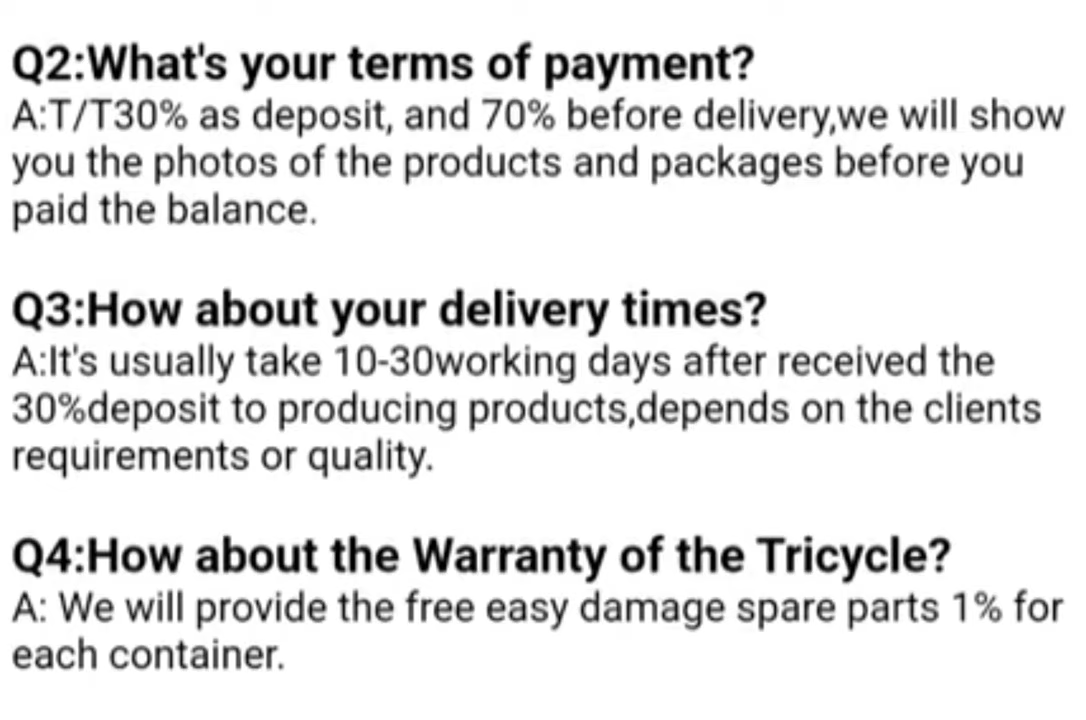 Q2:What's your terms of payment?
A:T/T30% as deposit, and 70% before delivery,we will show
you the photos of the products and packages before you
paid the balance.
Q3:How about your delivery times?
A:It's usually take 10-30working days after received the
30%deposit to producing products,depends on the clients
requirements or quality.
Q4:How about the Warranty of the Tricycle?
A: We will provide the free easy damage spare parts 1% for
each container.